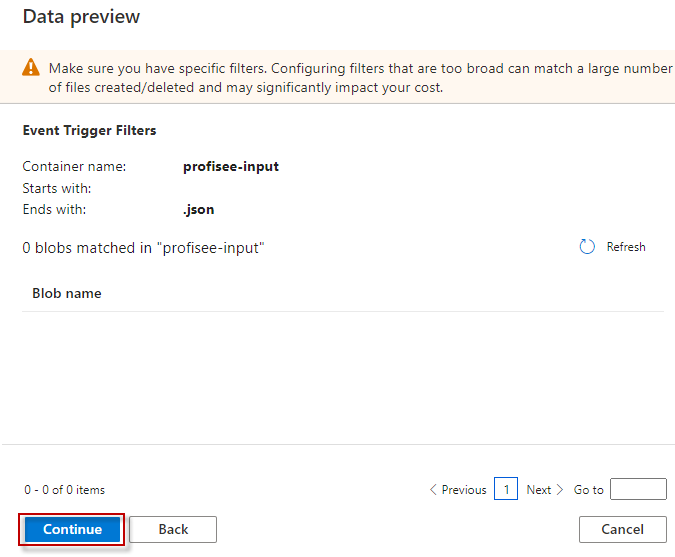 Data preview
Make sure you have specific filters. Configuring filters that are too broad can match a large number
of files created/deleted and may significantly impact your cost.
Event Trigger Filters
Container name: profisee-input
Starts with:
Ends with: .json
0 blobs matched in "profisee-input" Refresh
Blob name
0 - 0 of 0 items Previous 1 Next Go to
Continue Back Cancel